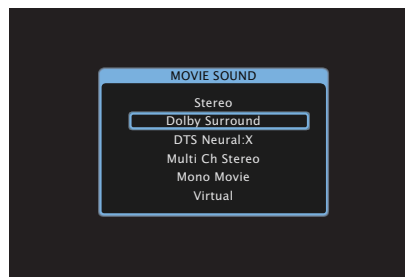 MOVIE SOUND
Stereo
Dolby Surround
DTS Neural:X
Multi Ch Stereo
Mono Movie
Virtual